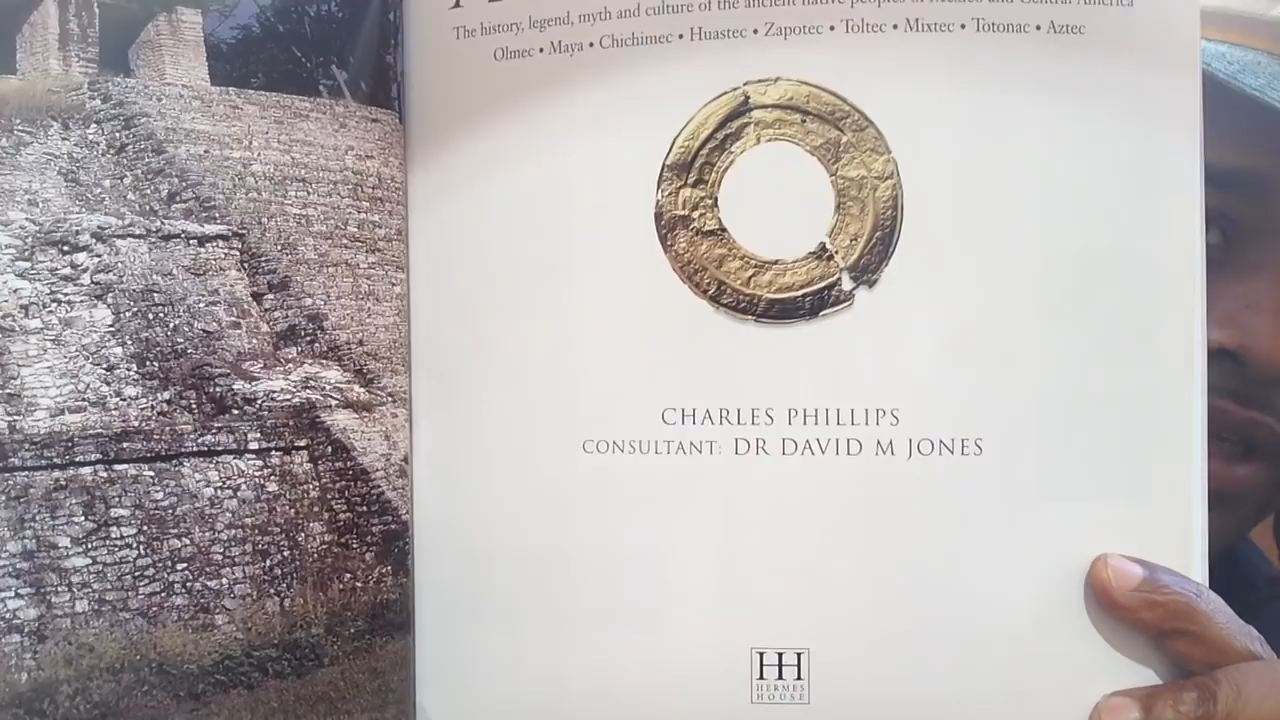 The history, legend, myth and culture of the ancient native peoples of Mexico and Central America
Olmec • Maya • Chichimec • Huastec • Zapotec • Toltec • Mixtec • Totonac • Aztec
CHARLES PHILLIPS
CONSULTANT: DR DAVID M JONES
HH
HERMES
HOUSE